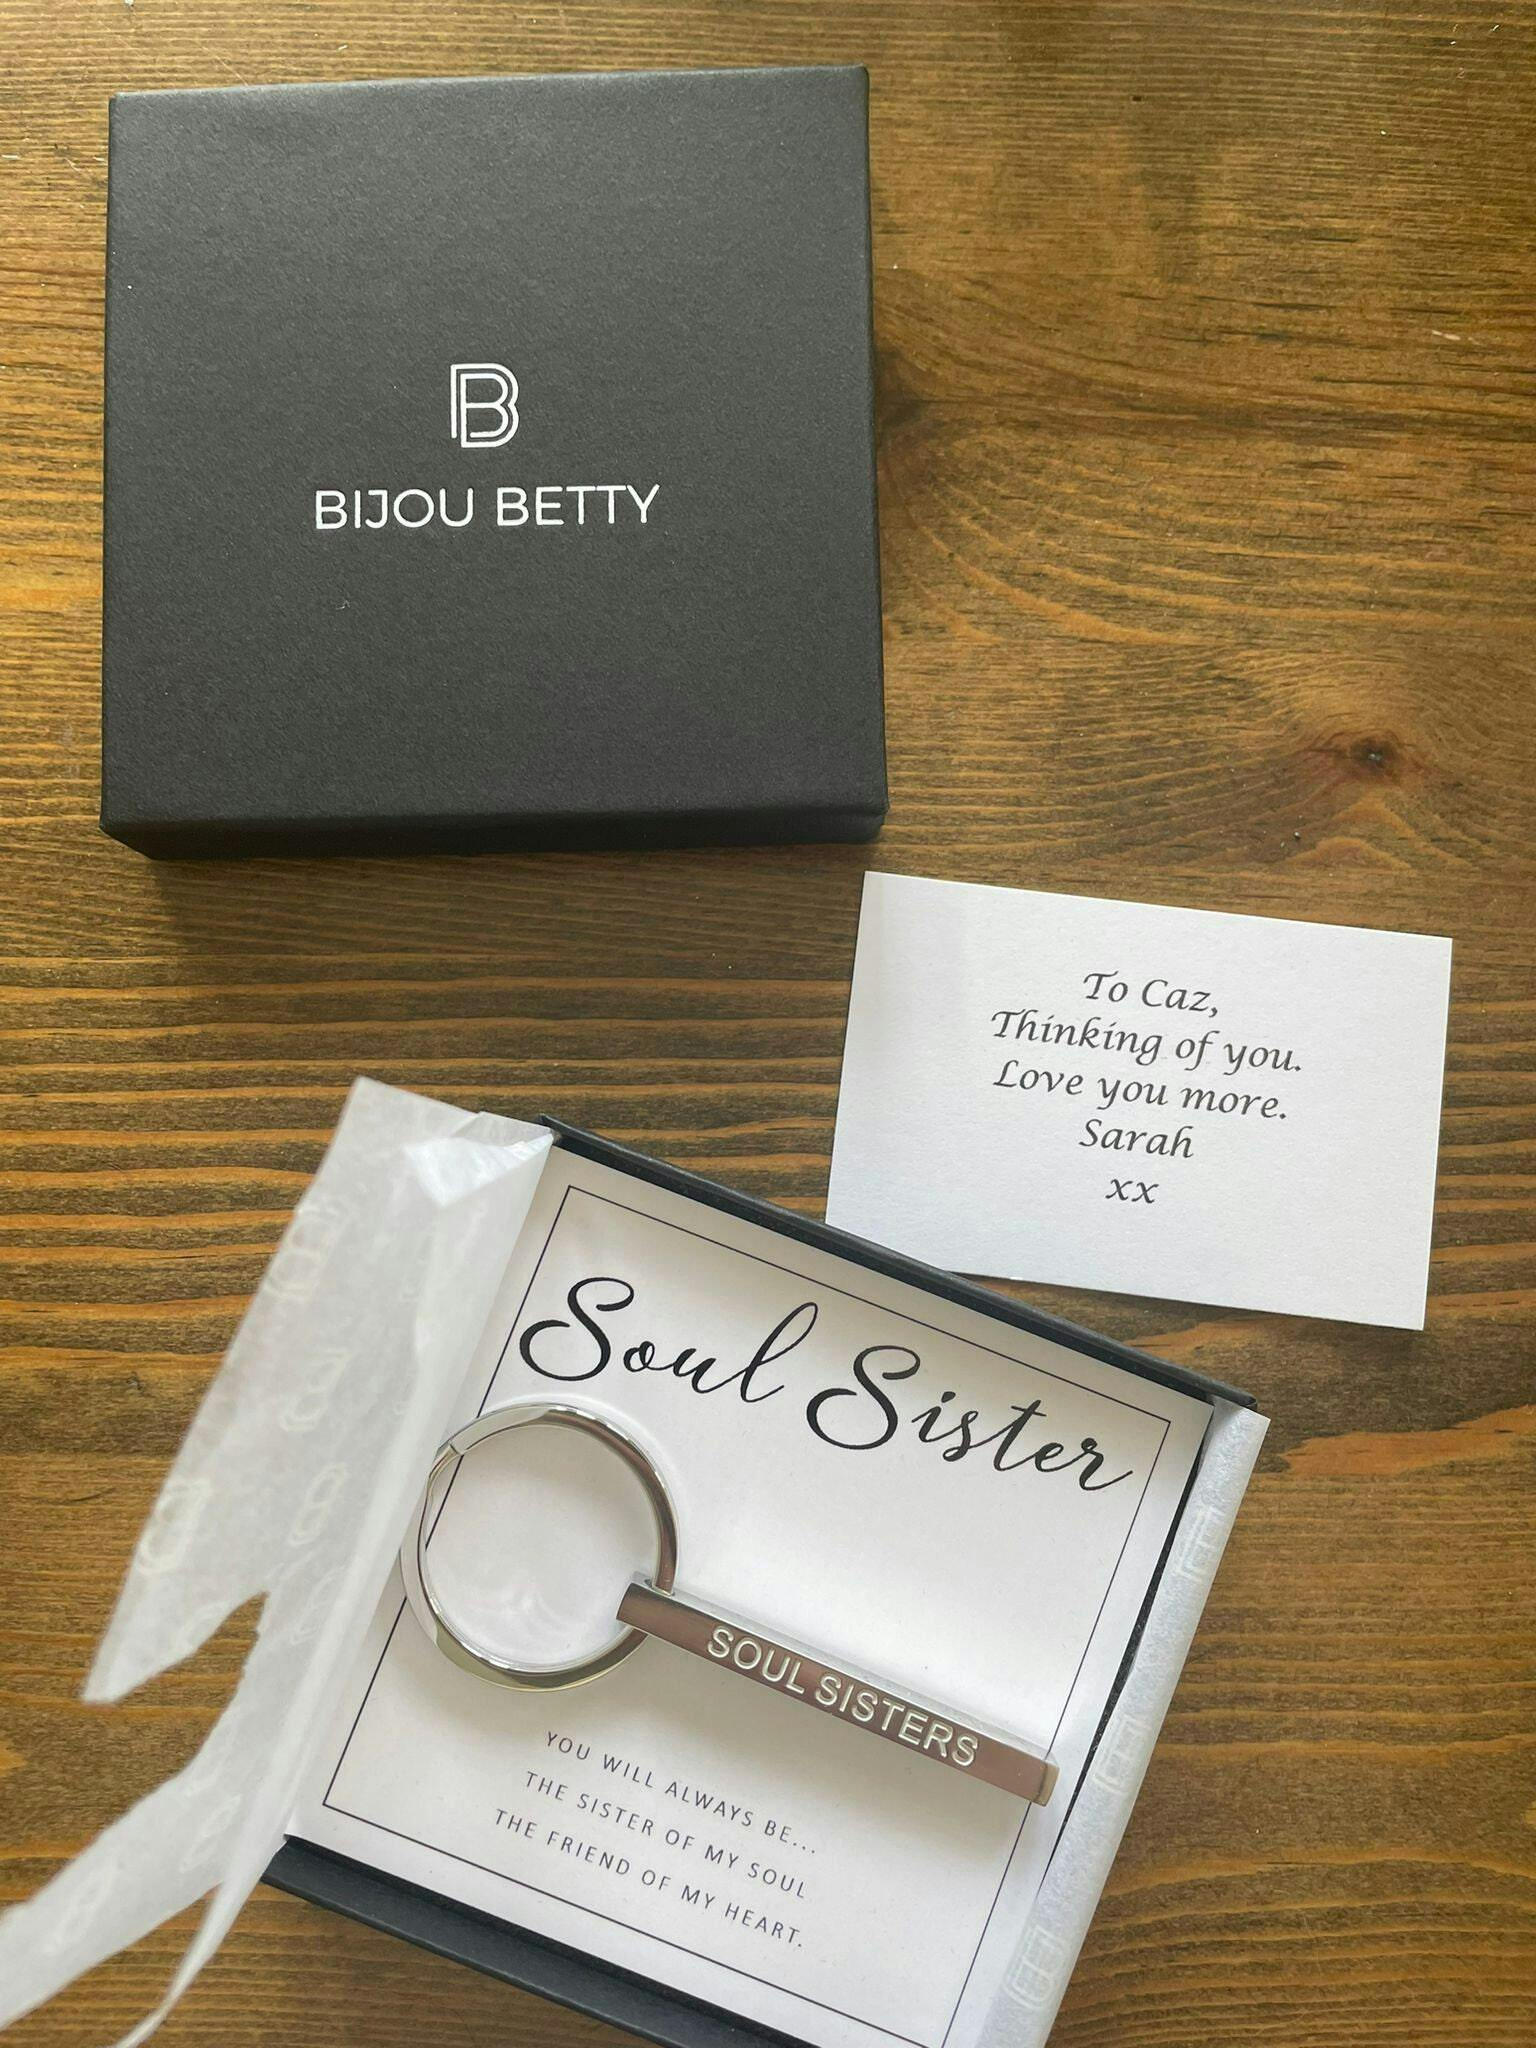 B
BIJOU BETTY
To Caz,
Thinking of you.
Love you more.
Sarah
xx
Soul Sister
SOUL SISTERS
YOU WILL ALWAYS BE...
THE SISTER OF MY SOUL
THE FRIEND OF MY HEART.